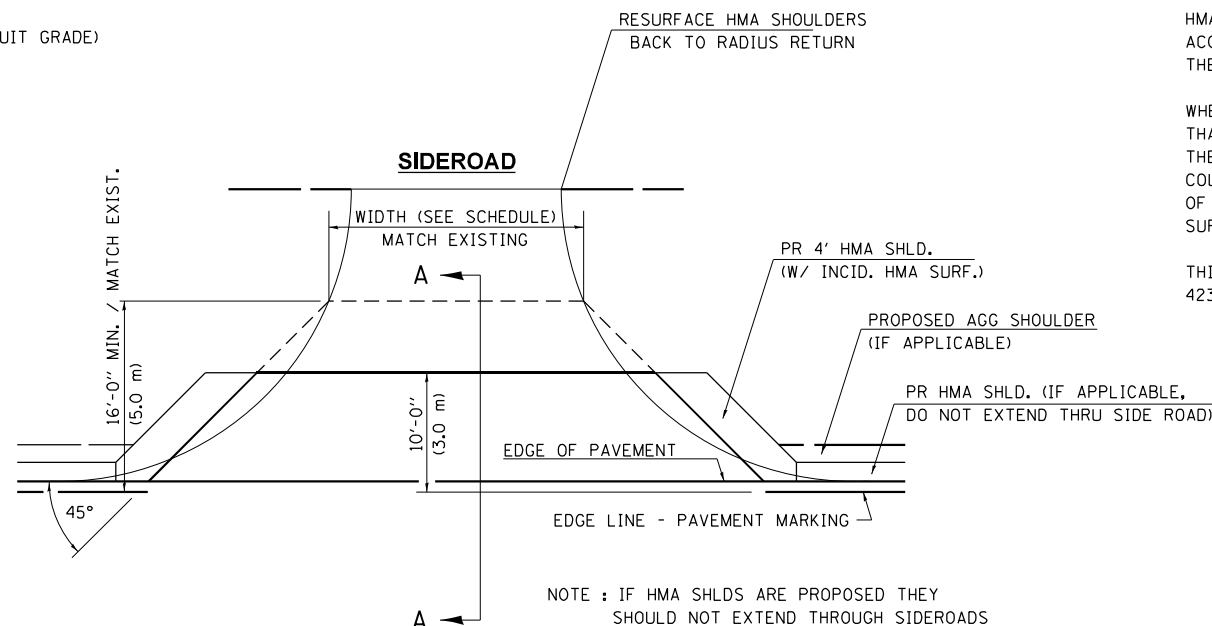 UIT GRADE)
RESURFACE HMA SHOULDERS
BACK TO RADIUS RETURN
HMA
ACC
THE
WHE
THA
THE
COL
OF
SUF
THI
423
SIDEROAD
WIDTH (SEE SCHEDULE)
MATCH EXISTING
16'-0" MIN. / MATCH EXIST.
(5.0 m)
A
PR 4' HMA SHLD.
(W/ INCID. HMA SURF.)
PROPOSED AGG SHOULDER
(IF APPLICABLE)
PR HMA SHLD. (IF APPLICABLE,
DO NOT EXTEND THRU SIDE ROAD)
10'-0"
(3.0 m)
EDGE OF PAVEMENT
45°
EDGE LINE - PAVEMENT MARKING
NOTE : IF HMA SHLDS ARE PROPOSED THEY
SHOULD NOT EXTEND THROUGH SIDEROADS
A